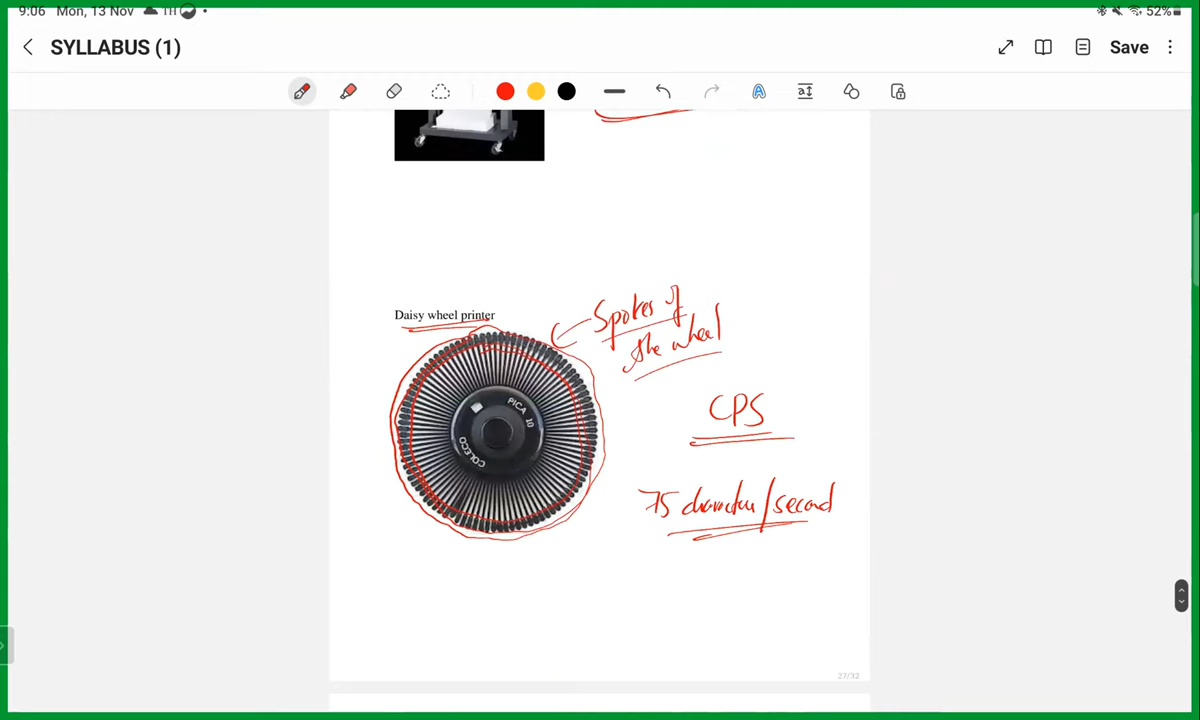 9:06 Mon, 13 Nov TH • 52%
SYLLABUS (1)
Save
Daisy wheel printer
Spokes of
the wheel
PICA 10
COLECO
CPS
75 character/second
27/32